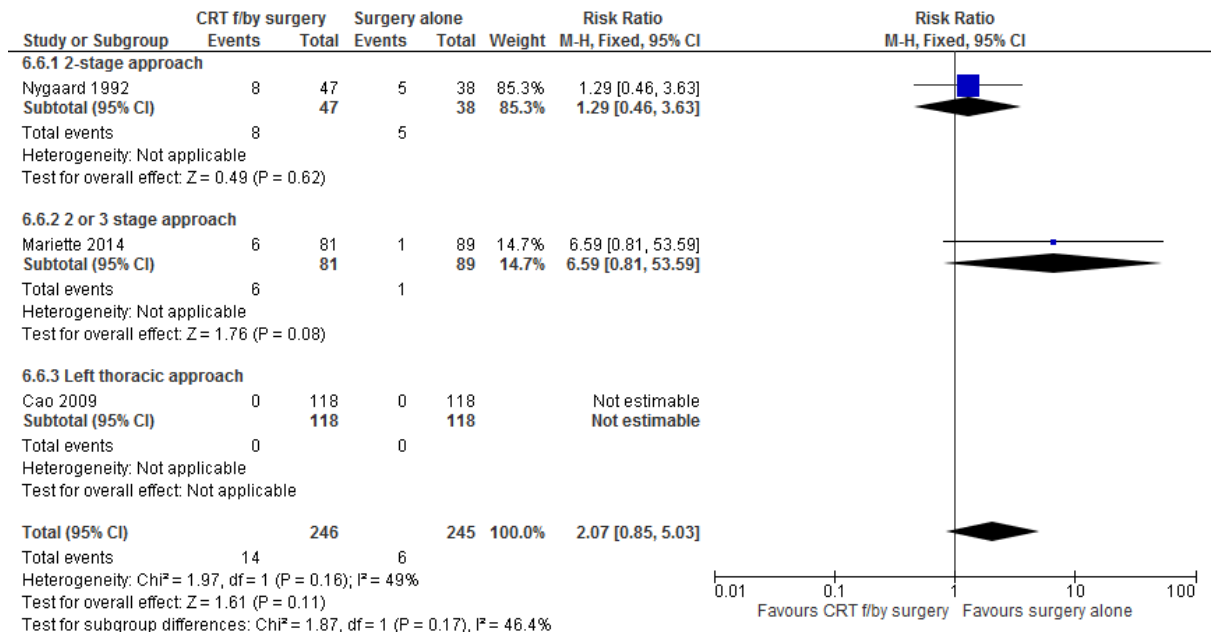 CRT f/by surgery Surgery alone Risk Ratio Risk Ratio
Study or Subgroup Events Total Events Total Weight M-H, Fixed, 95% CI M-H, Fixed, 95% CI
6.6.1 2-stage approach
Nygaard 1992 8 47 5 38 85.3% 1.29 [0.46, 3.63]
Subtotal (95% CI) 47 38 85.3% 1.29 [0.46, 3.63]
Total events 8 5
Heterogeneity: Not applicable
Test for overall effect: Z = 0.49 (P = 0.62)
6.6.2 2 or 3 stage approach
Mariette 2014 6 81 1 89 14.7% 6.59 [0.81, 53.59]
Subtotal (95% CI) 81 89 14.7% 6.59 [0.81, 53.59]
Total events 6 1
Heterogeneity: Not applicable
Test for overall effect: Z = 1.76 (P = 0.08)
6.6.3 Left thoracic approach
Cao 2009 0 118 0 118 Not estimable
Subtotal (95% CI) 118 118 Not estimable
Total events 0 0
Heterogeneity: Not applicable
Test for overall effect: Not applicable
Total (95% CI) 246 245 100.0% 2.07 [0.85, 5.03]
Total events 14 6
Heterogeneity: Chi² = 1.97, df = 1 (P = 0.16); I² = 49%
Test for overall effect: Z = 1.61 (P = 0.11)
Test for subgroup differences: Chi² = 1.87, df = 1 (P = 0.17), I² = 46.4%
0.01 0.1 1 10 100
Favours CRT f/by surgery Favours surgery alone